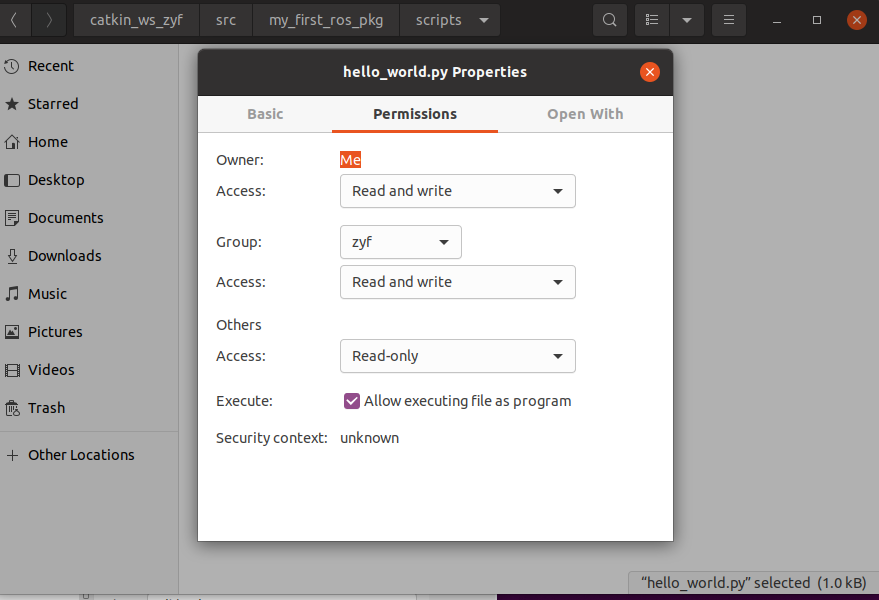 catkin_ws_zyf src my_first_ros_pkg scripts
hello_world.py Properties
Basic Permissions Open With
Recent
Starred
Home
Desktop
Documents
Downloads
Music
Pictures
Videos
Trash
Other Locations
Owner: Me
Access: Read and write
Group: zyf
Access: Read and write
Others
Access: Read-only
Execute: Allow executing file as program
Security context: unknown
“hello_world.py” selected (1.0 kB)